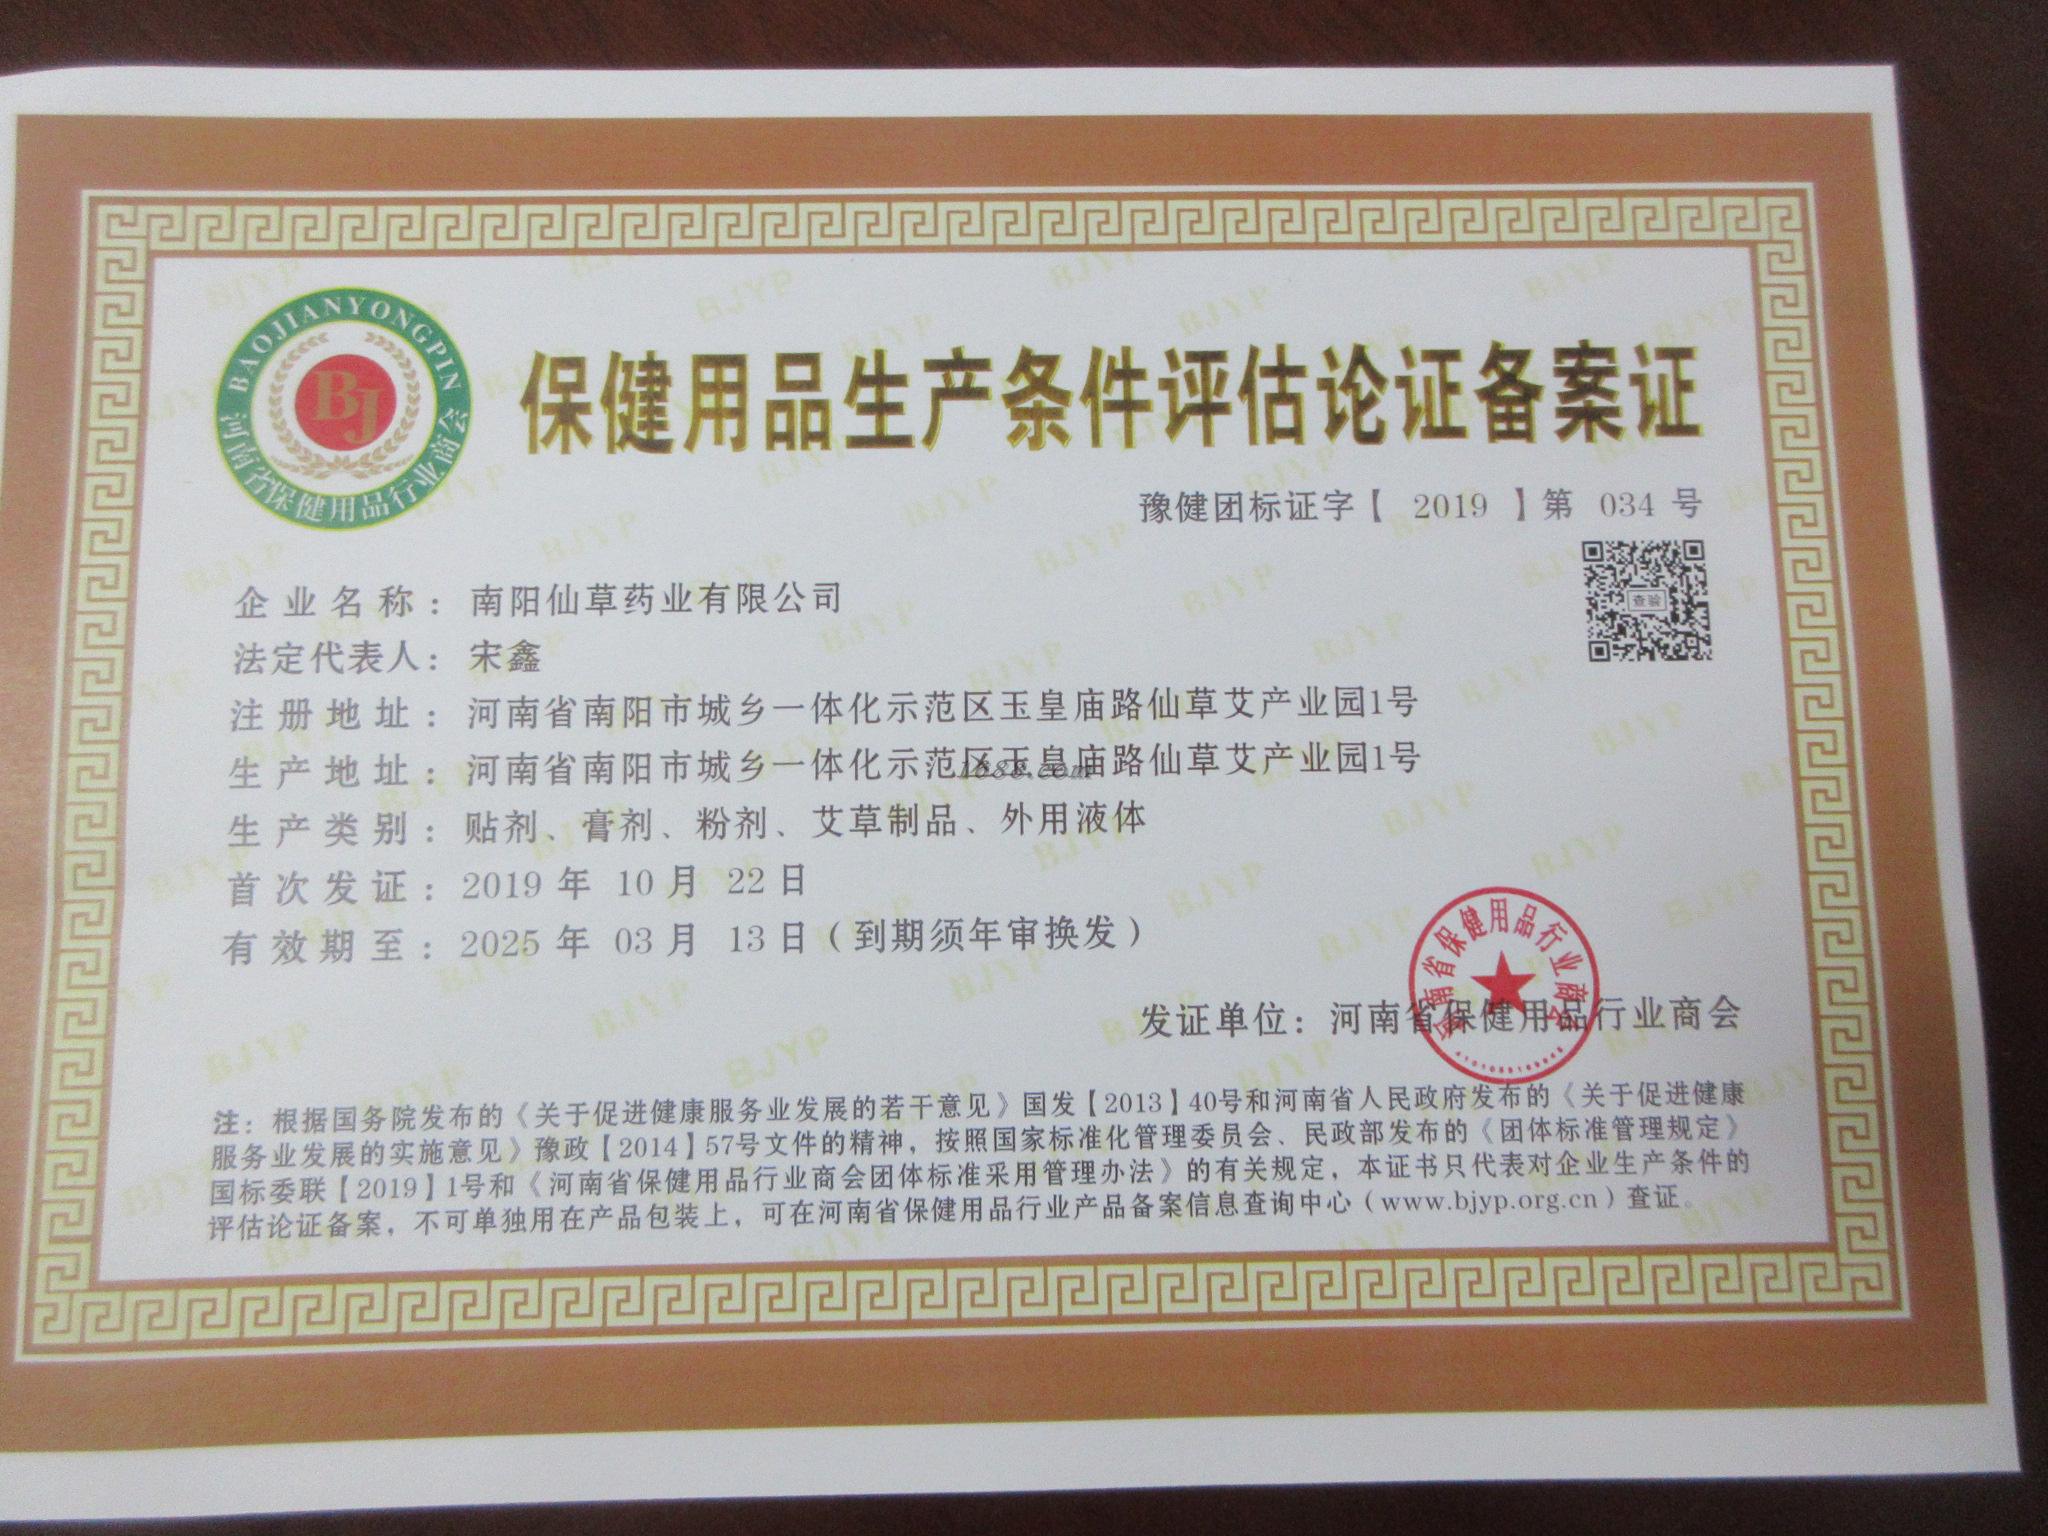 BAOJIANYONGPIN
BJ
河南省保健用品行业商会
保健用品生产条件评估论证备案证
豫健团标证字【 2019 】第 034 号
查验
企业名称：南阳仙草药业有限公司
法定代表人：宋鑫
注册地址：河南省南阳市城乡一体化示范区玉皇庙路仙草艾产业园1号
生产地址：河南省南阳市城乡一体化示范区玉皇庙路仙草艾产业园1号
1688.com
生产类别：贴剂、膏剂、粉剂、艾草制品、外用液体
首次发证：2019 年 10 月 22 日
有效期至：2025 年 03 月 13 日（到期须年审换发）
河南省保健用品行业商会
发证单位：河南省保健用品行业商会
注：根据国务院发布的《关于促进健康服务业发展的若干意见》国发【2013】40号和河南省人民政府发布的《关于促进健康
服务业发展的实施意见》豫政【2014】57号文件的精神，按照国家标准化管理委员会、民政部发布的《团体标准管理规定》
国标委联【2019】1号和《河南省保健用品行业商会团体标准采用管理办法》的有关规定，本证书只代表对企业生产条件的
评估论证备案，不可单独用在产品包装上，可在河南省保健用品行业产品备案信息查询中心（www.bjyp.org.cn）查证。